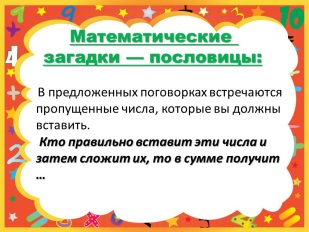 Математические
загадки — пословицы:
В предложенных поговорках встречаются
пропущенные числа, которые вы должны
вставить.
Кто правильно вставит эти числа и
затем сложит их, то в сумме получит
...